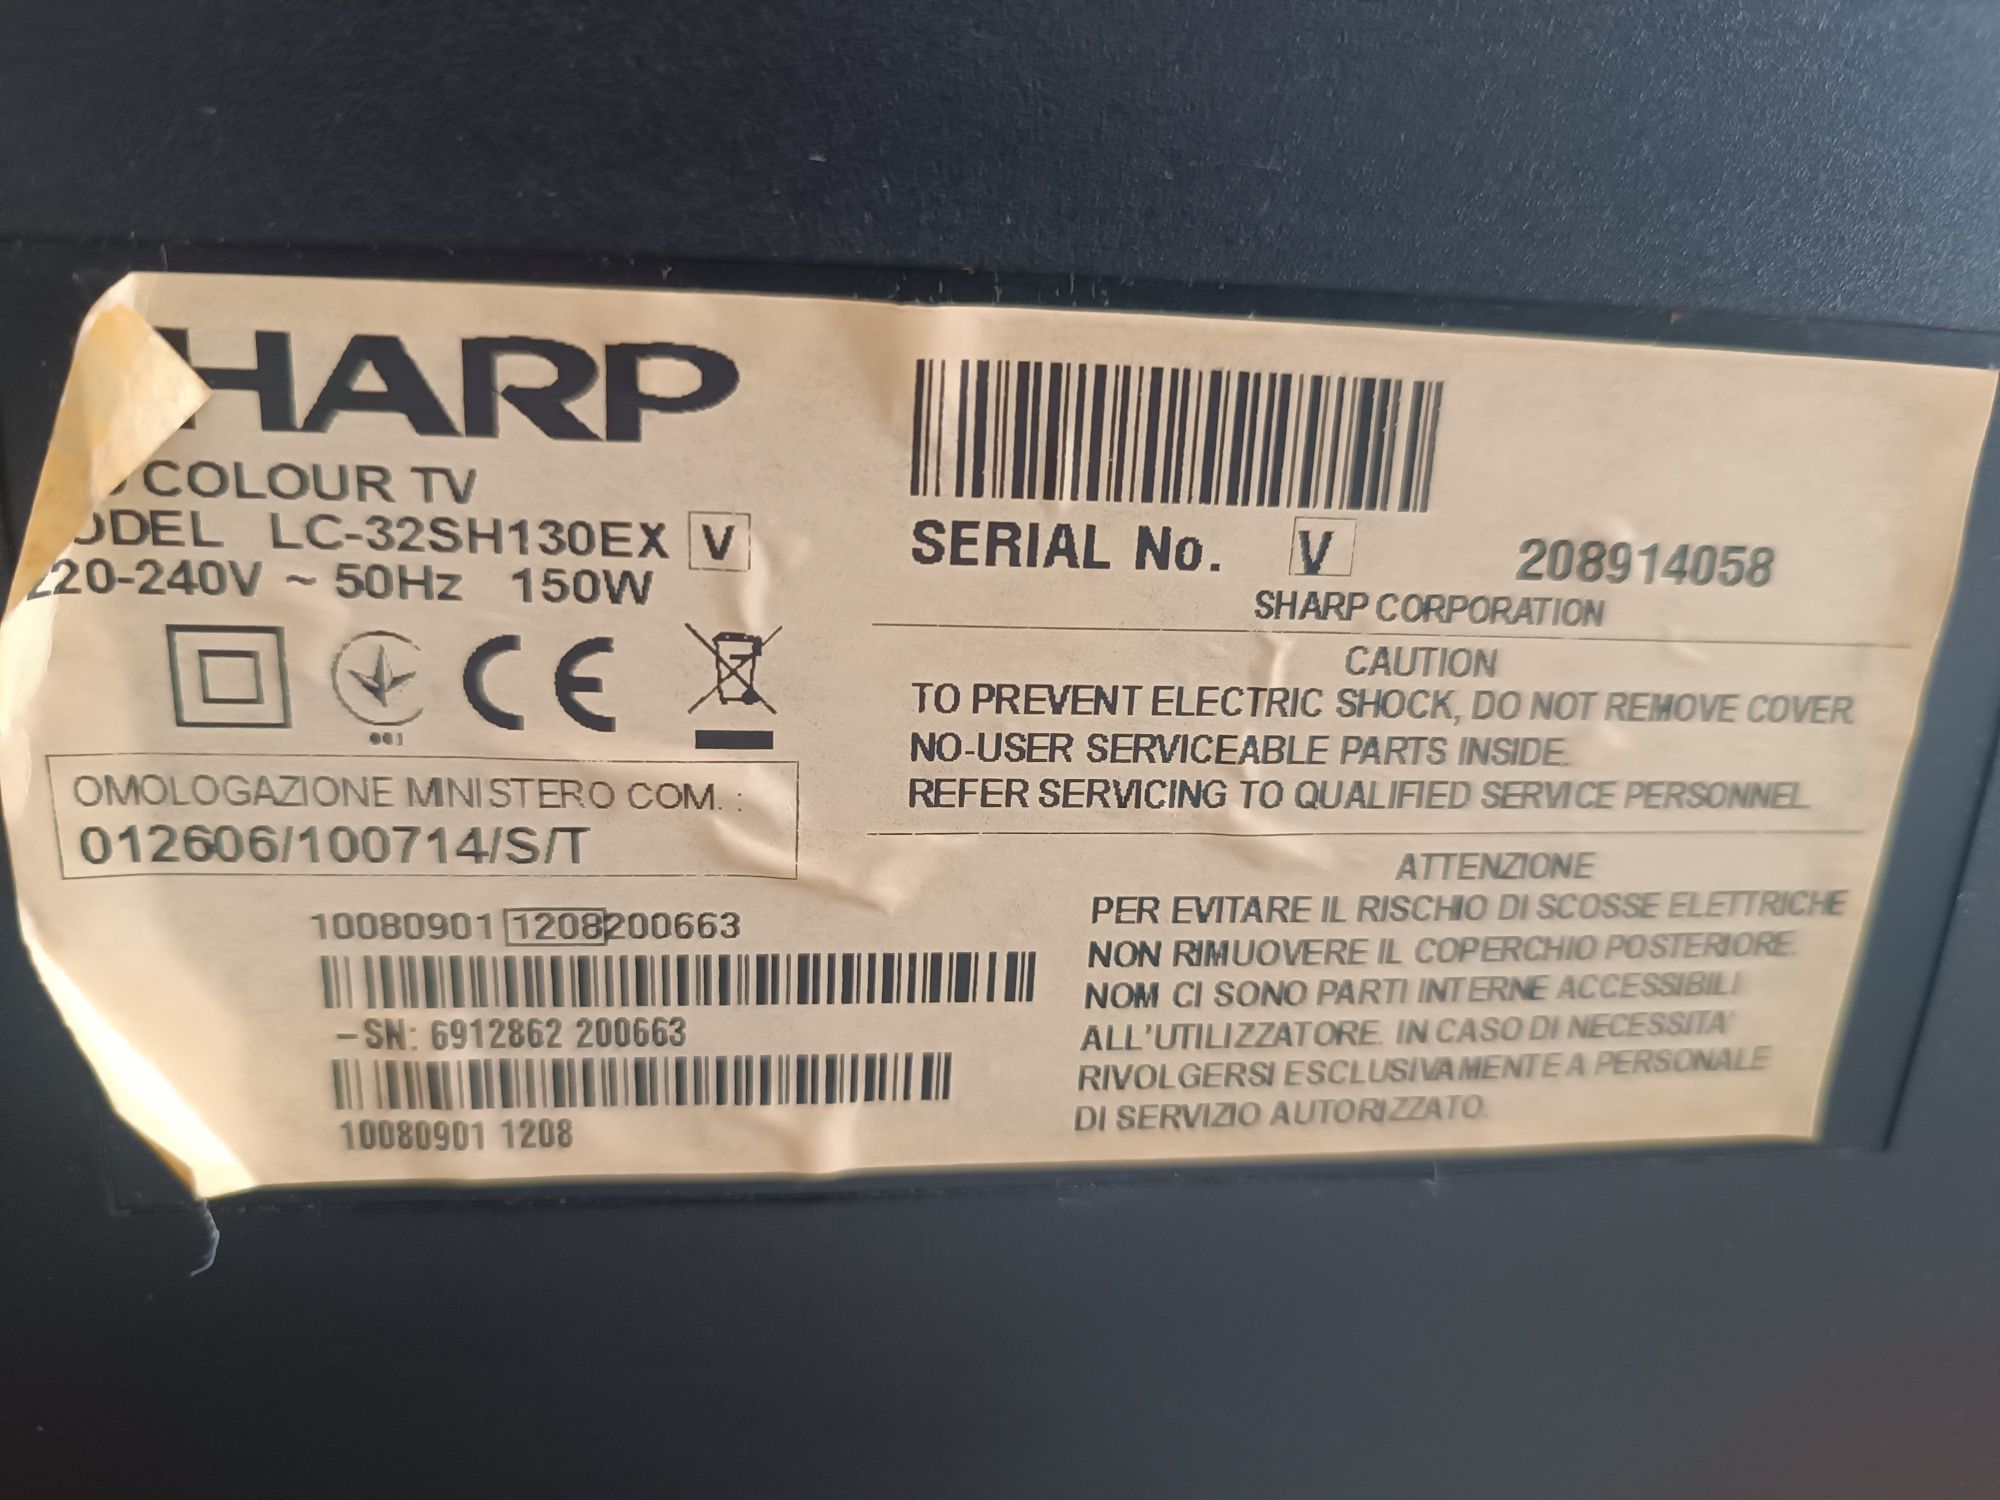 HARP
COLOUR TV
ODEL LC-32SH130EX V
220-240V ~ 50Hz 150W
001
OMOLOGAZIONE MINISTERO COM. :
012606/100714/S/T
10080901 1208200663
-SN: 6912862 200663
10080901 1208
SERIAL No. V 208914058
SHARP CORPORATION
CAUTION
TO PREVENT ELECTRIC SHOCK, DO NOT REMOVE COVER
NO-USER SERVICEABLE PARTS INSIDE.
REFER SERVICING TO QUALIFIED SERVICE PERSONNEL
ATTENZIONE
PER EVITARE IL RISCHIO DI SCOSSE ELETTRICHE
NON RIMUOVERE IL COPERCHIO POSTERIORE.
NOM CI SONO PARTI INTERNE ACCESSIBILI
ALL'UTILIZZATORE. IN CASO DI NECESSITA'
RIVOLGERSI ESCLUSIVAMENTE A PERSONALE
DI SERVIZIO AUTORIZZATO.